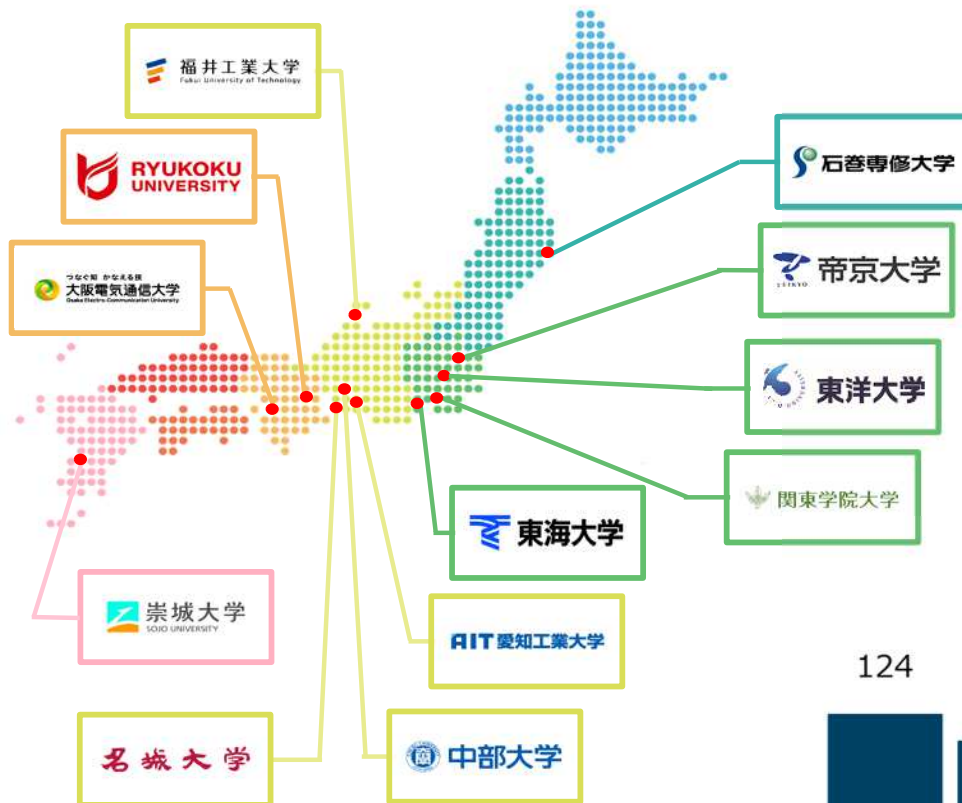 福井工業大学
Fukui University of Technology
RYUKOKU
UNIVERSITY
石巻専修大学
つなぐ知 かなえる技
大阪電気通信大学
Osaka Electro-Communication University
帝京大学
TEIKYO
東洋大学
関東学院大学
東海大学
崇城大学
SOJO UNIVERSITY
AIT 愛知工業大学
124
名城大学
中部大学